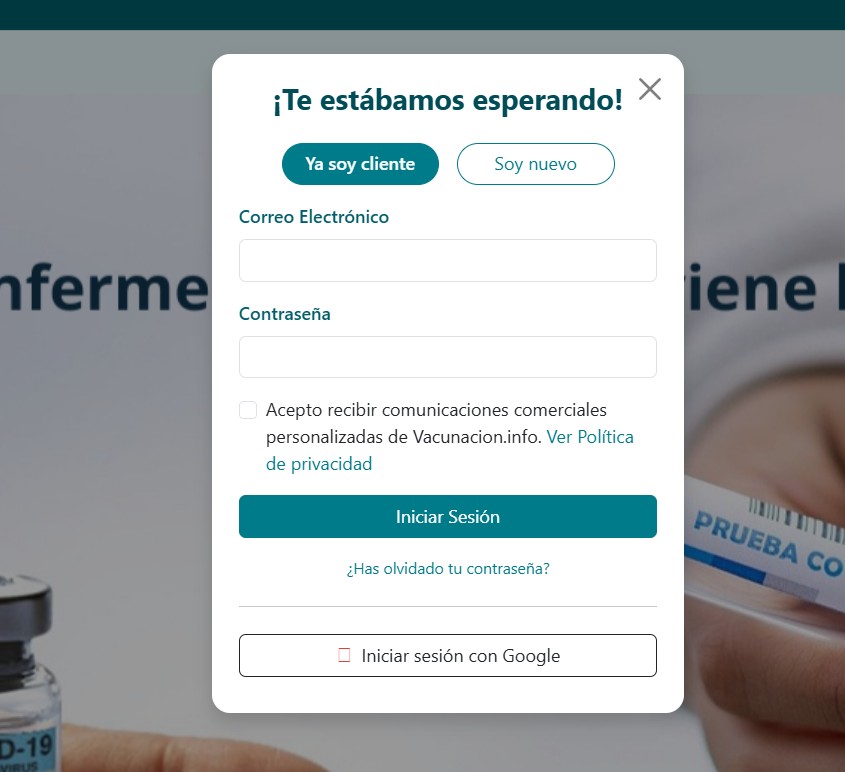 ¡Te estábamos esperando!
Ya soy cliente
Soy nuevo
Correo Electrónico
Contraseña
Acepto recibir comunicaciones comerciales
personalizadas de Vacunacion.info. Ver Política
de privacidad
Iniciar Sesión
¿Has olvidado tu contraseña?
Iniciar sesión con Google
nferme
iene
PRUEBA CO
D-19
VIRUS